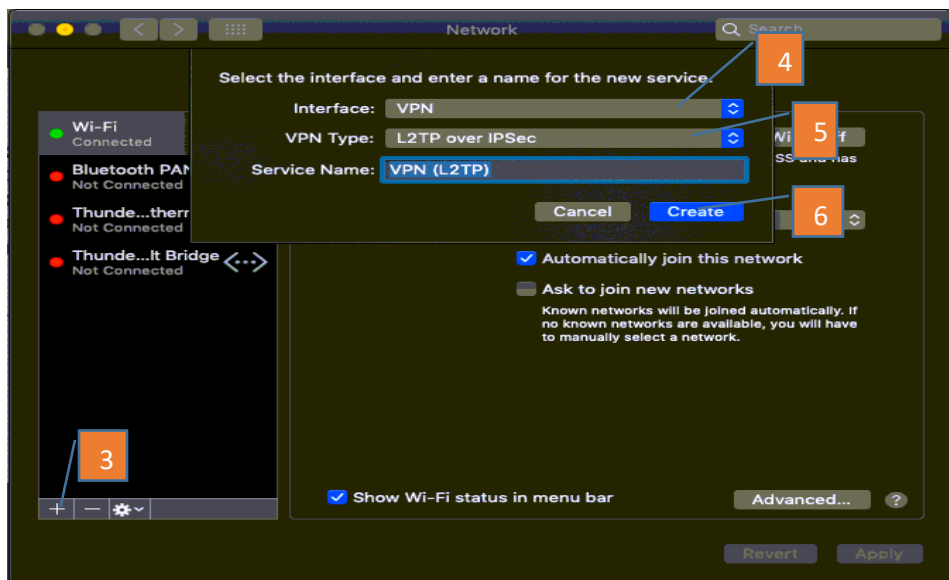 Network
Search
4
Select the interface and enter a name for the new service.
Interface: VPN
VPN Type: L2TP over IPSec
5
Service Name: VPN (L2TP)
Cancel
Create
6
Wi-Fi
Connected
Bluetooth PAN
Not Connected
Thunde...therr
Not Connected
Thunde...lt Bridge
Not Connected
Automatically join this network
Ask to join new networks
Known networks will be joined automatically. If
no known networks are available, you will have
to manually select a network.
3
Show Wi-Fi status in menu bar
Advanced...
?
Revert
Apply